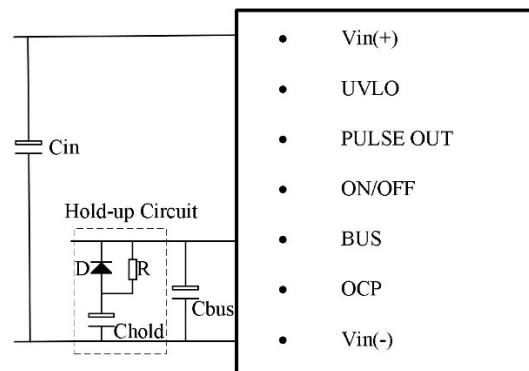 Vin(+)
UVLO
PULSE OUT
Cin
ON/OFF
Hold-up Circuit
BUS
D
R
OCP
Cbus
Chold
Vin(-)